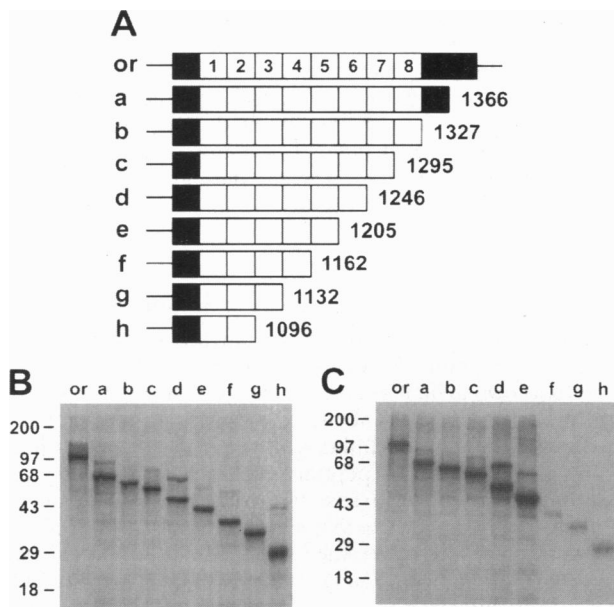 A
or 1 2 3 4 5 6 7 8
a 1366
b 1327
c 1295
d 1246
e 1205
f 1162
g 1132
h 1096
B
or a b c d e f g h
200
97
68
43
29
18
C
or a b c d e f g h
200
97
68
43
29
18